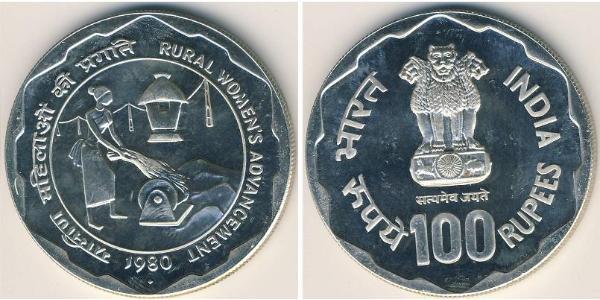 ग्रामीण महिलाओं की प्रगति
RURAL WOMEN'S ADVANCEMENT
1980
भारत
INDIA
सत्यमेव जयते
रूपये
100
RUPEES